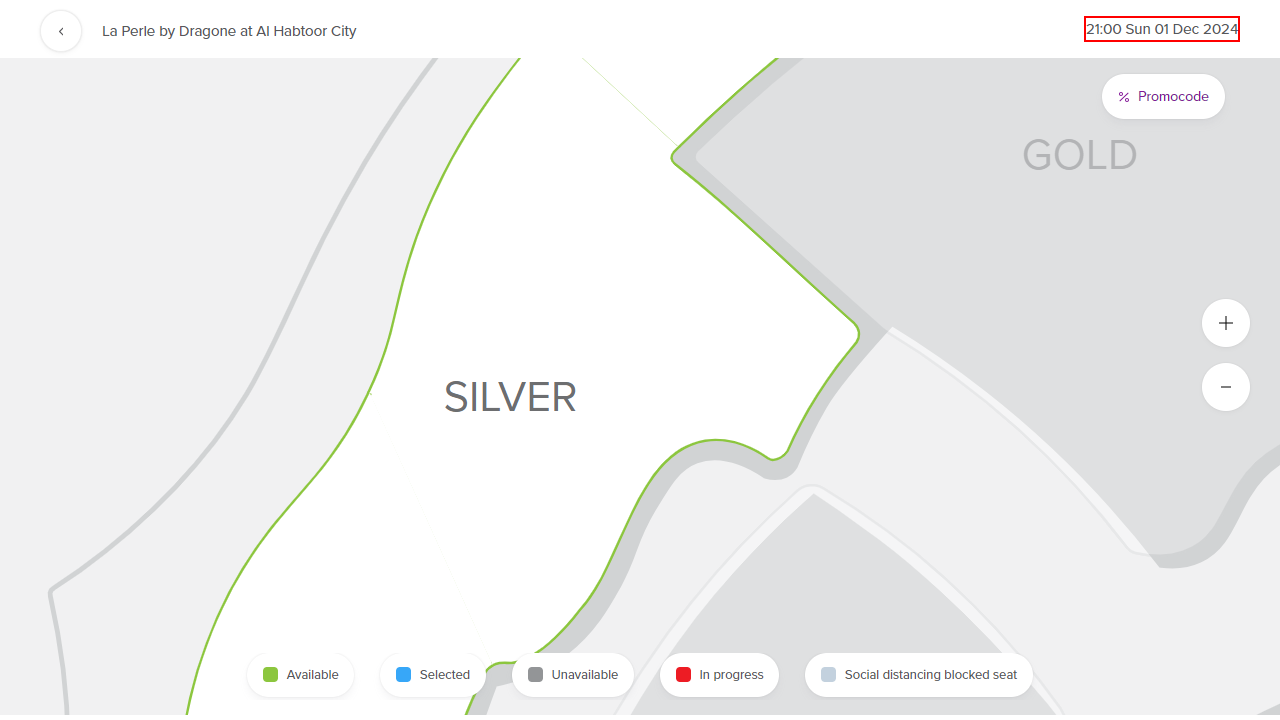 La Perle by Dragone at Al Habtoor City
21:00 Sun 01 Dec 2024
Promocode
GOLD
SILVER
Available
Selected
Unavailable
In progress
Social distancing blocked seat